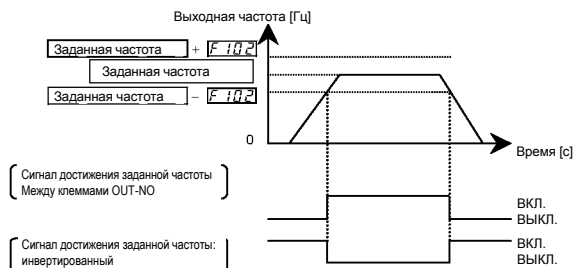 Выходная частота [Гц]
Заданная частота + F 102
Заданная частота
Заданная частота – F 102
0
Время [с]
Сигнал достижения заданной частоты
Между клеммами OUT-NO
ВКЛ.
ВЫКЛ.
Сигнал достижения заданной частоты:
инвертированный
ВКЛ.
ВЫКЛ.